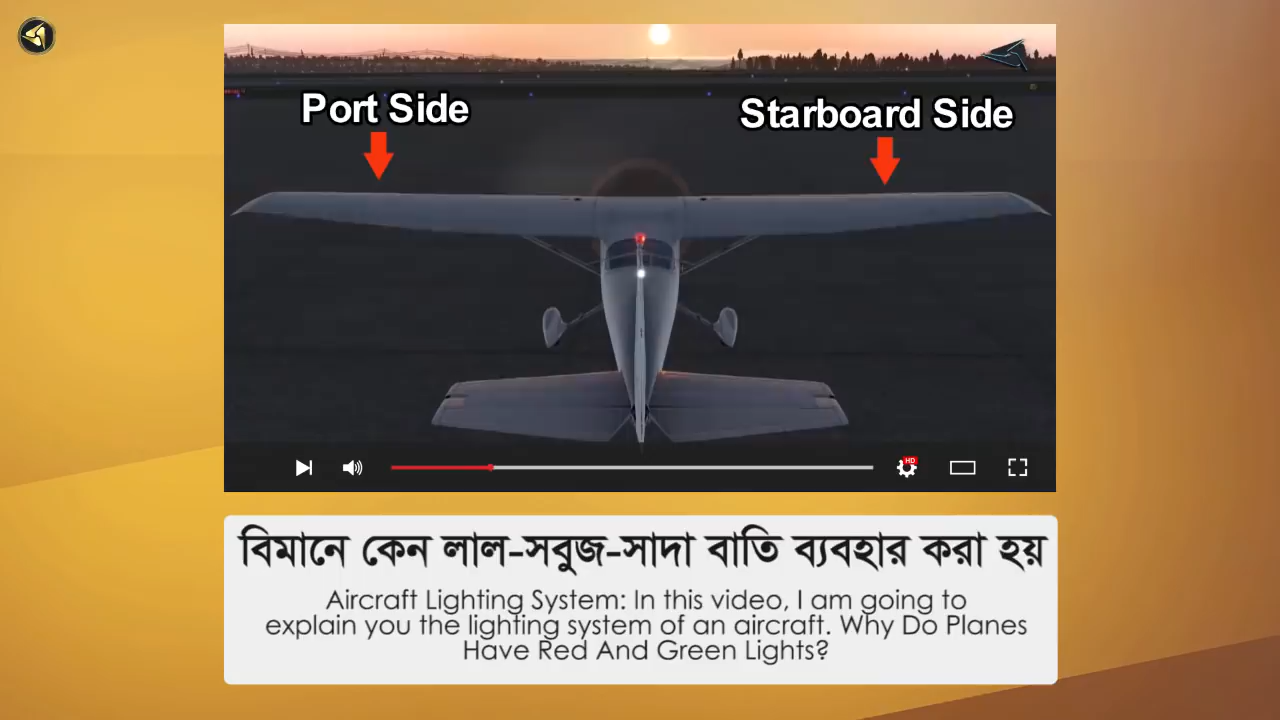 Port Side
Starboard Side
HD
বিমানে কেন লাল-সবুজ-সাদা বাতি ব্যবহার করা হয়
Aircraft Lighting System: In this video, I am going to
explain you the lighting system of an aircraft. Why Do Planes
Have Red And Green Lights?